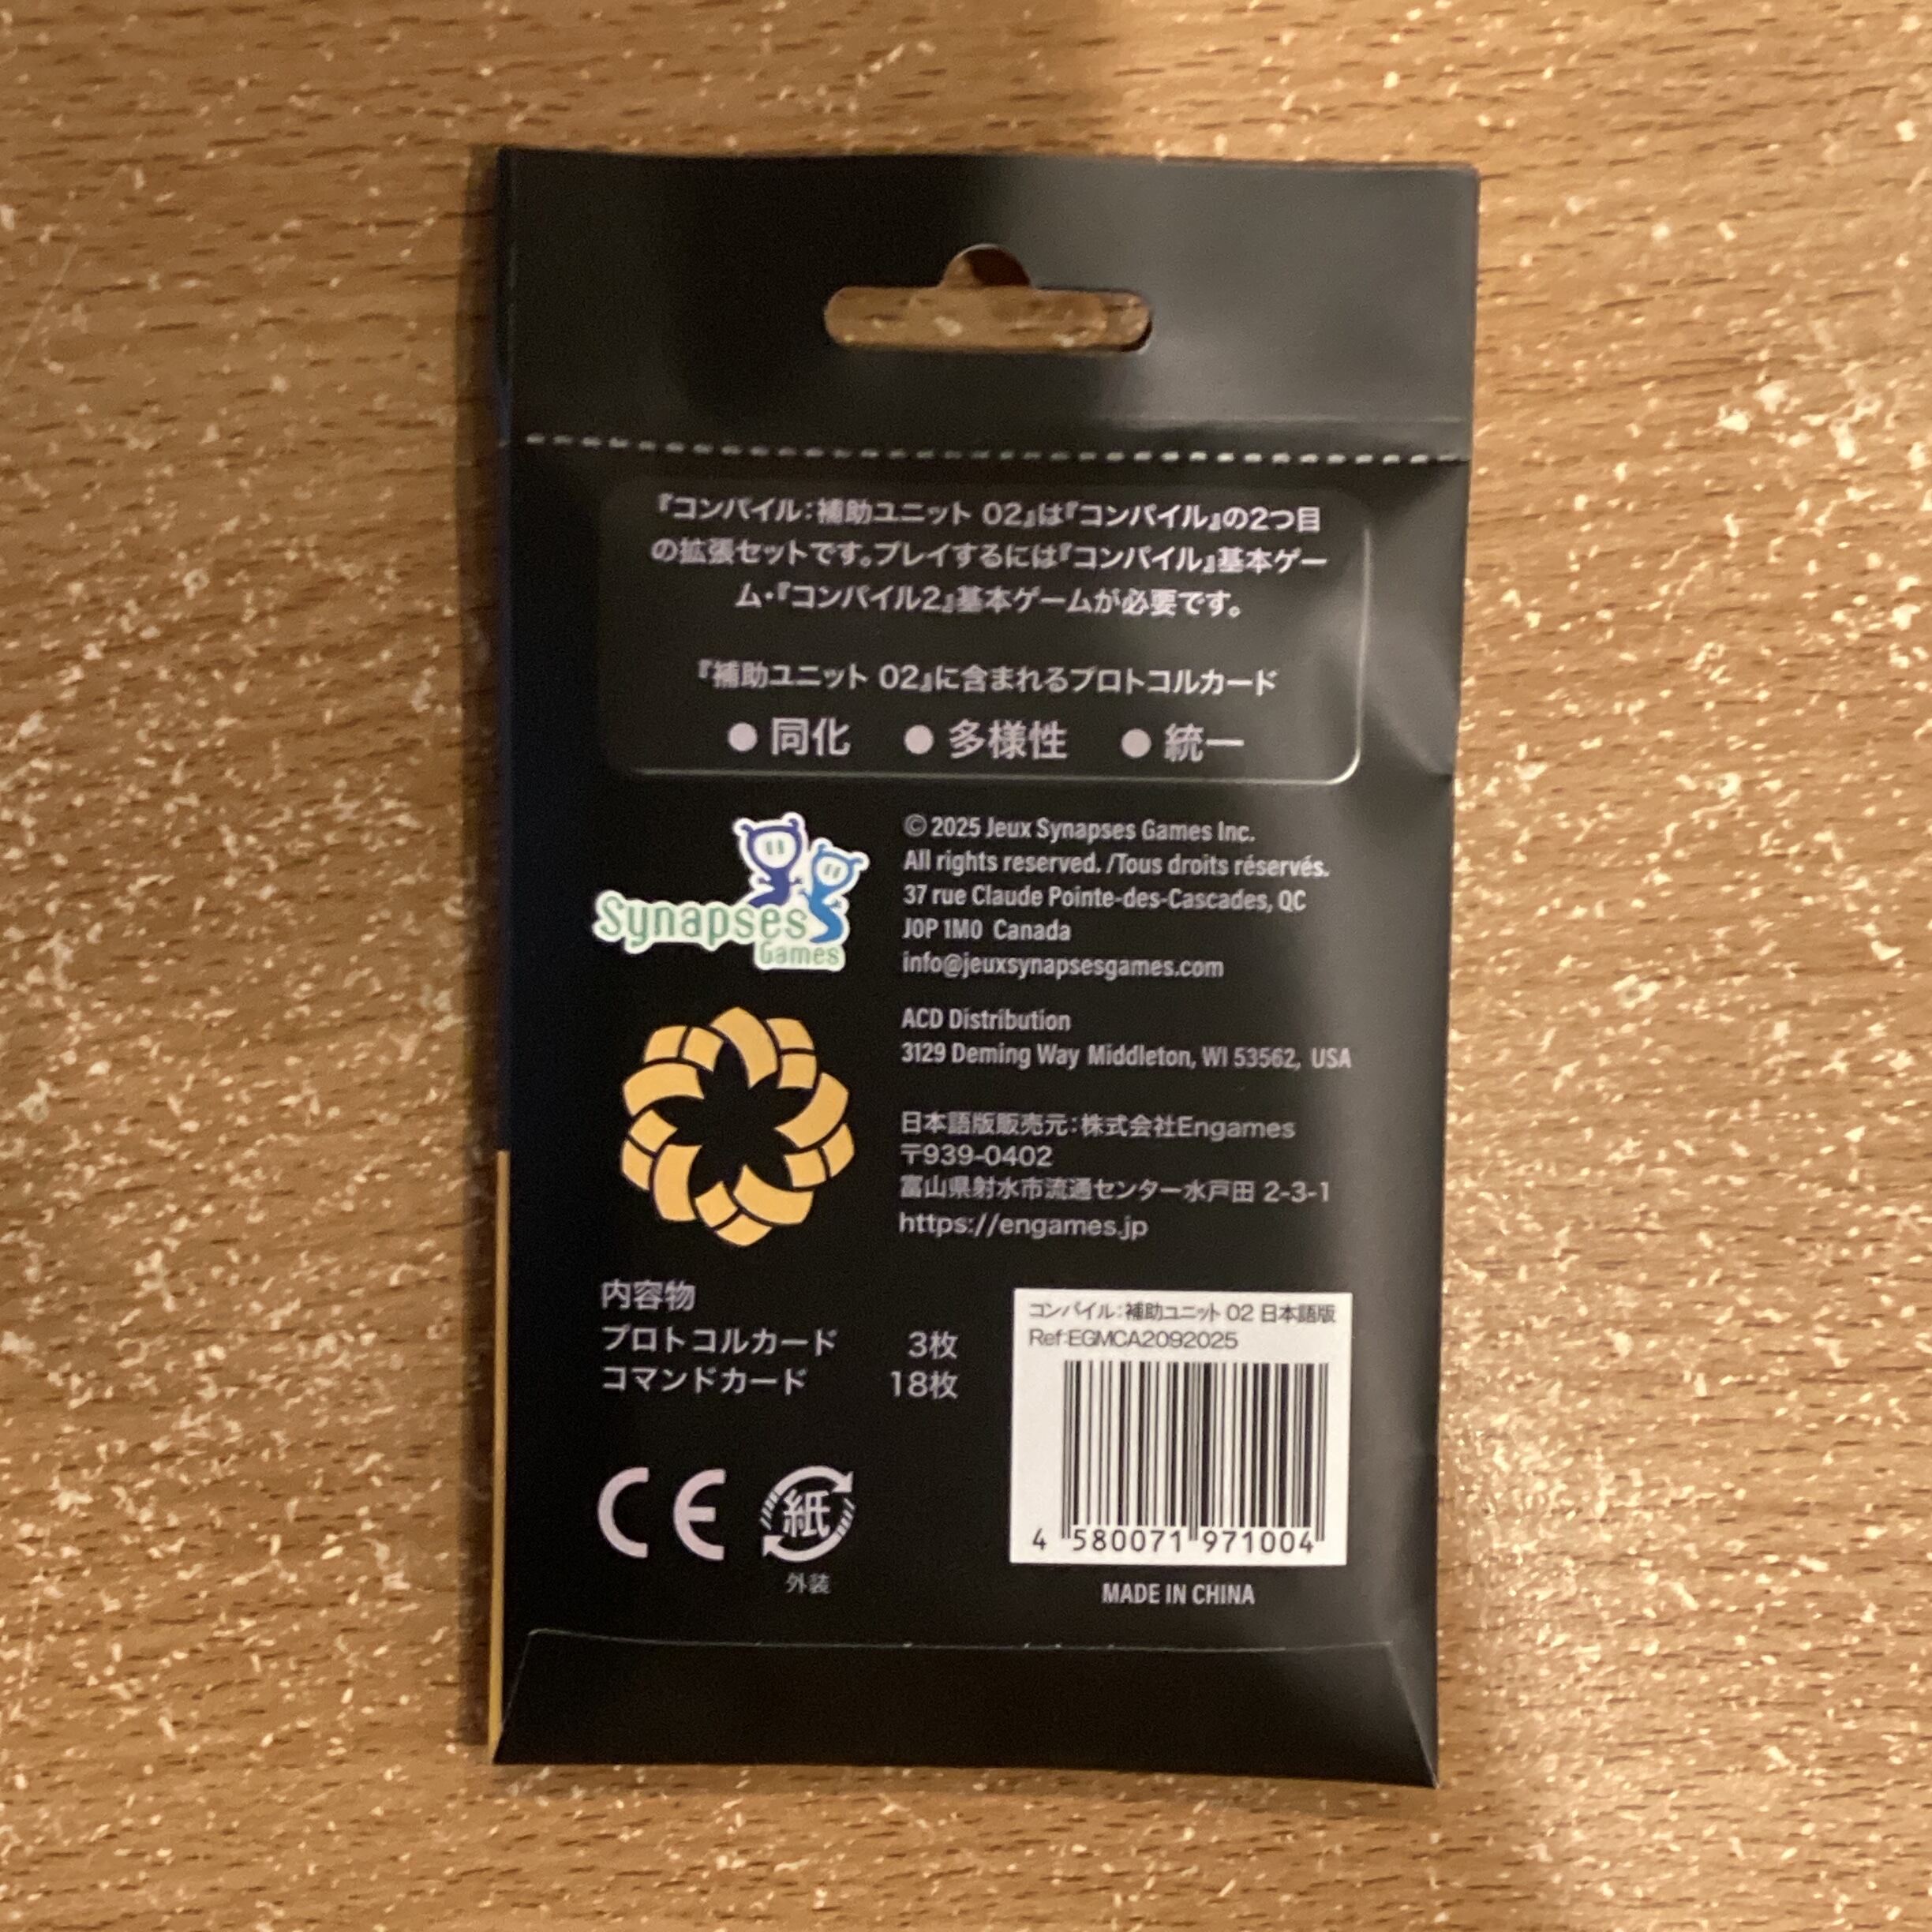 『コンパイル：補助ユニット 02』は『コンパイル』の2つ目
の拡張セットです。プレイするには『コンパイル』基本ゲー
ム・『コンパイル2』基本ゲームが必要です。
『補助ユニット 02』に含まれるプロトコルカード
● 同化 ● 多様性 ● 統一
Synapses
Games
© 2025 Jeux Synapses Games Inc.
All rights reserved. /Tous droits réservés.
37 rue Claude Pointe-des-Cascades, QC
J0P 1M0 Canada
info@jeuxsynapsesgames.com
ACD Distribution
3129 Deming Way Middleton, WI 53562, USA
日本語版販売元：株式会社Engames
〒939-0402
富山県射水市流通センター水戸田 2-3-1
https://engames.jp
内容物
プロトコルカード 3枚
コマンドカード 18枚
CE
紙
外装
コンパイル：補助ユニット 02 日本語版
Ref:EGMCA2092025
4 580071 971004
MADE IN CHINA